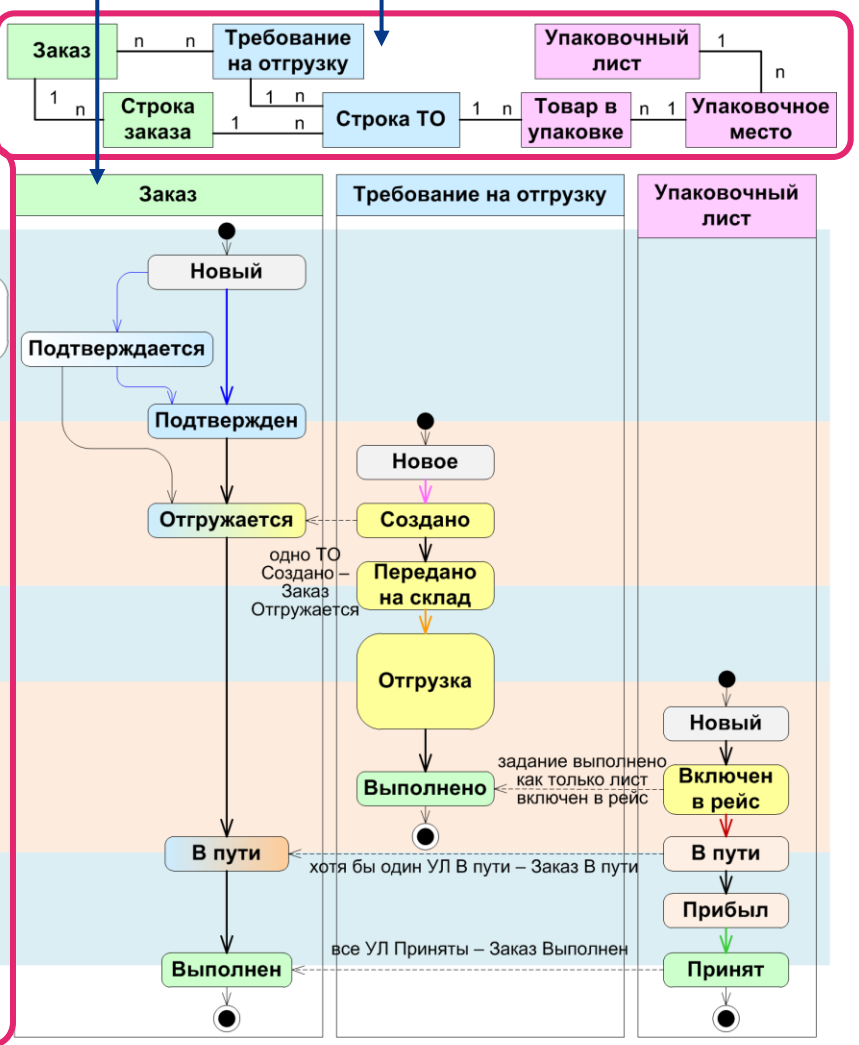 Заказ
n n
Требование
на отгрузку
Упаковочный
лист
1
n
1
n
Строка
заказа
1 n
1 n
Строка ТО
1 n
Товар в
упаковке
n 1
Упаковочное
место
Заказ
Требование на отгрузку
Упаковочный
лист
Новый
Подтверждается
Подтвержден
Новое
Отгружается
Создано
одно ТО
Создано –
Заказ
Отгружается
Передано
на склад
Отгрузка
Новый
задание выполнено
как только лист
включен в рейс
Выполнено
Включен
в рейс
В пути
хотя бы один УЛ В пути – Заказ В пути
В пути
Прибыл
все УЛ Приняты – Заказ Выполнен
Выполнен
Принят